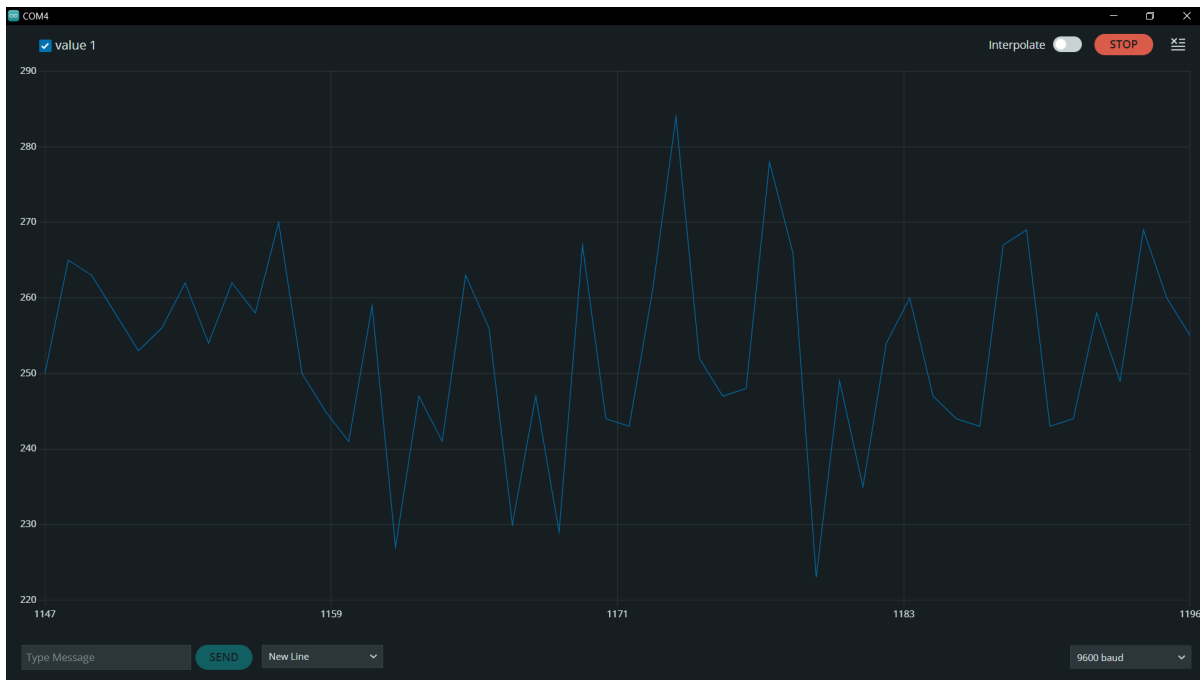 COM4
value 1
Interpolate STOP
290
280
270
260
250
240
230
220
1147 1159 1171 1183 1196
Type Message SEND New Line 9600 baud